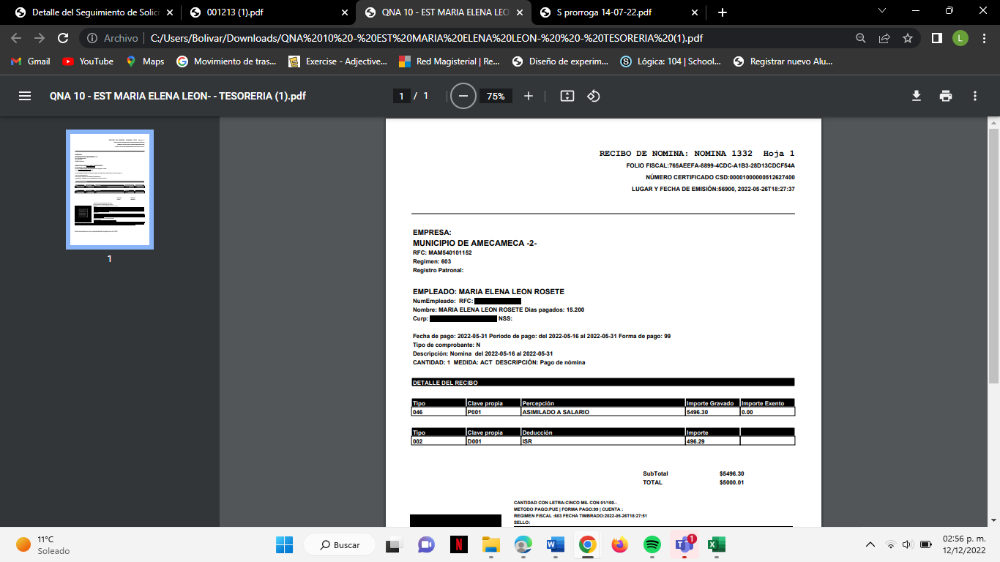 Detalle del Seguimiento de Solici
001213 (1).pdf
QNA 10 - EST MARIA ELENA LEO
S prorroga 14-07-22.pdf
Archivo
C:/Users/Bolivar/Downloads/QNA%2010%20-%20EST%20MARIA%20ELENA%20LEON-%20%20-%20TESORERIA%20(1).pdf
L
Gmail
YouTube
Maps
Movimiento de tras...
Exercise - Adjective...
Red Magisterial | Re...
Diseño de experim...
Lógica: 104 | School...
Registrar nuevo Alu...
QNA 10 - EST MARIA ELENA LEON- - TESORERIA (1).pdf
1 / 1
75%
1
RECIBO DE NOMINA: NOMINA 1332 Hoja 1
FOLIO FISCAL:765AEEFA-8899-4CDC-A1B3-28D13CDCF54A
NÚMERO CERTIFICADO CSD:00001000000512627400
LUGAR Y FECHA DE EMISIÓN:56900, 2022-05-26T18:27:37
EMPRESA:
MUNICIPIO DE AMECAMECA -2-
RFC: MAM540101152
Regimen: 603
Registro Patronal:
EMPLEADO: MARIA ELENA LEON ROSETE
NumEmpleado: RFC:
Nombre: MARIA ELENA LEON ROSETE Dias pagados: 15.200
Curp: NSS:
Fecha de pago: 2022-05-31 Periodo de pago: del 2022-05-16 al 2022-05-31 Forma de pago: 99
Tipo de comprobante: N
Descripción: Nomina del 2022-05-16 al 2022-05-31
CANTIDAD: 1 MEDIDA: ACT DESCRIPCIÓN: Pago de nómina
DETALLE DEL RECIBO
Tipo Clave propia Percepción Importe Gravado Importe Exento
046 P001 ASIMILADO A SALARIO 5496.30 0.00
Tipo Clave propia Deducción Importe
002 D001 ISR 496.29
SubTotal $5496.30
TOTAL $5000.01
CANTIDAD CON LETRA:CINCO MIL CON 01/100.-
METODO PAGO:PUE | FORMA PAGO:99 | CUENTA :
REGIMEN FISCAL :603 FECHA TIMBRADO:2022-05-26T18:27:51
SELLO:
11°C
Soleado
Buscar
1
02:56 p. m.
12/12/2022